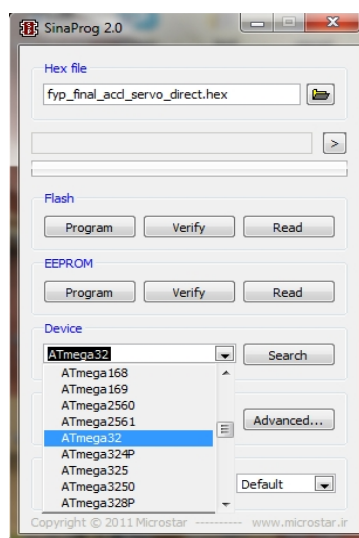 SinaProg 2.0
Hex file
fyp_final_accl_servo_direct.hex
>
Flash
Program Verify Read
EEPROM
Program Verify Read
Device
ATmega32 Search
ATmega168
ATmega169
ATmega2560
ATmega2561
Advanced...
ATmega32
ATmega324P
ATmega325
ATmega3250
Default
ATmega328P
Copyright © 2011 Microstar ---------- www.microstar.ir